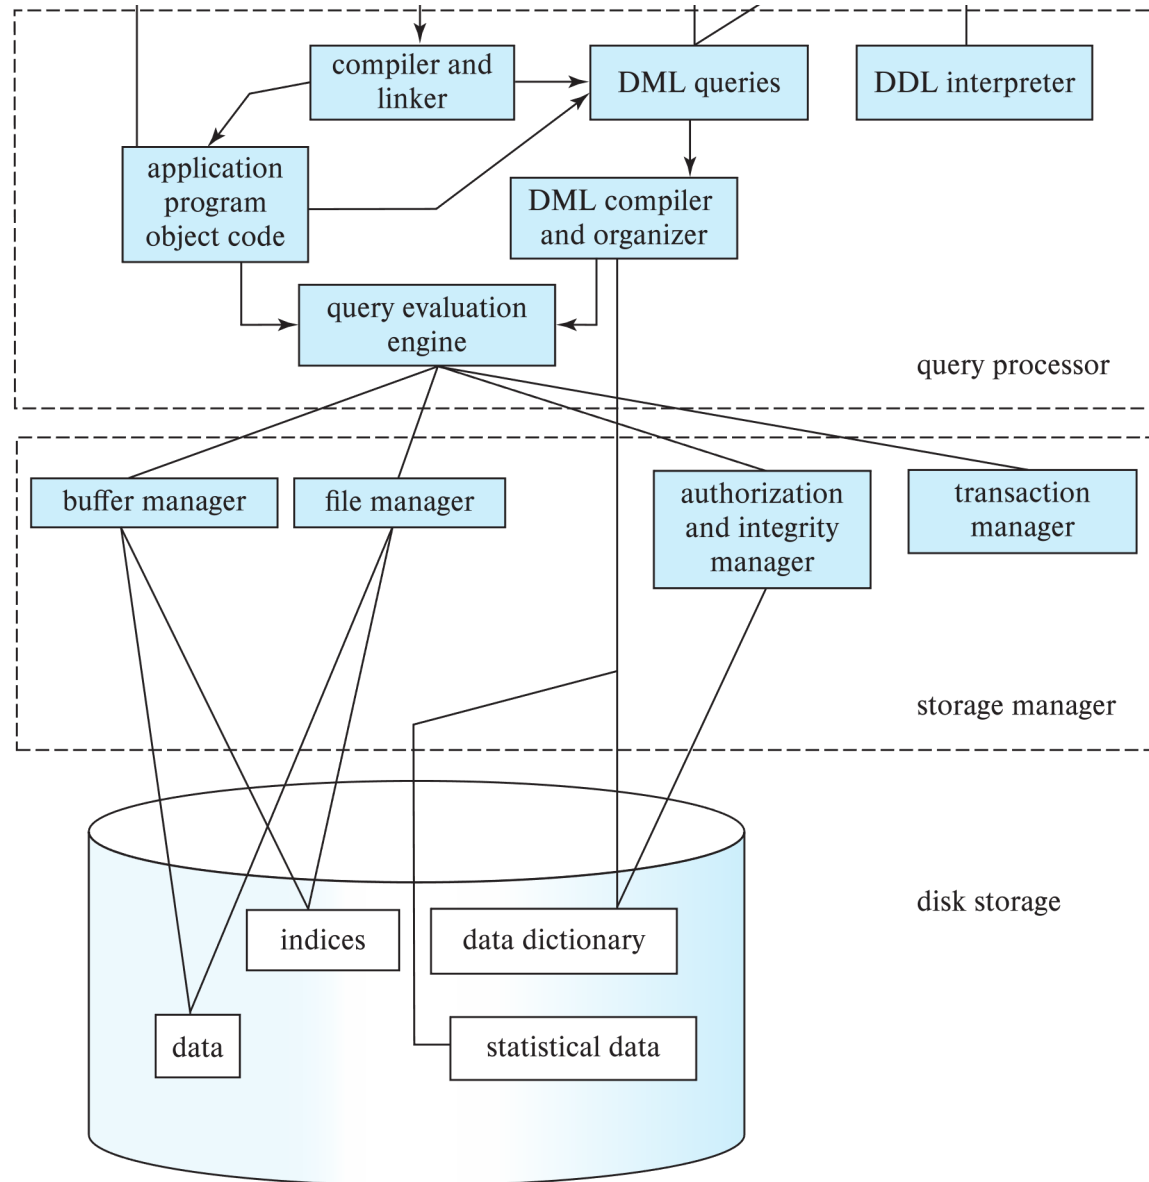 compiler and
linker
DML queries
DDL interpreter
application
program
object code
DML compiler
and organizer
query evaluation
engine
query processor
buffer manager
file manager
authorization
and integrity
manager
transaction
manager
storage manager
disk storage
indices
data dictionary
data
statistical data